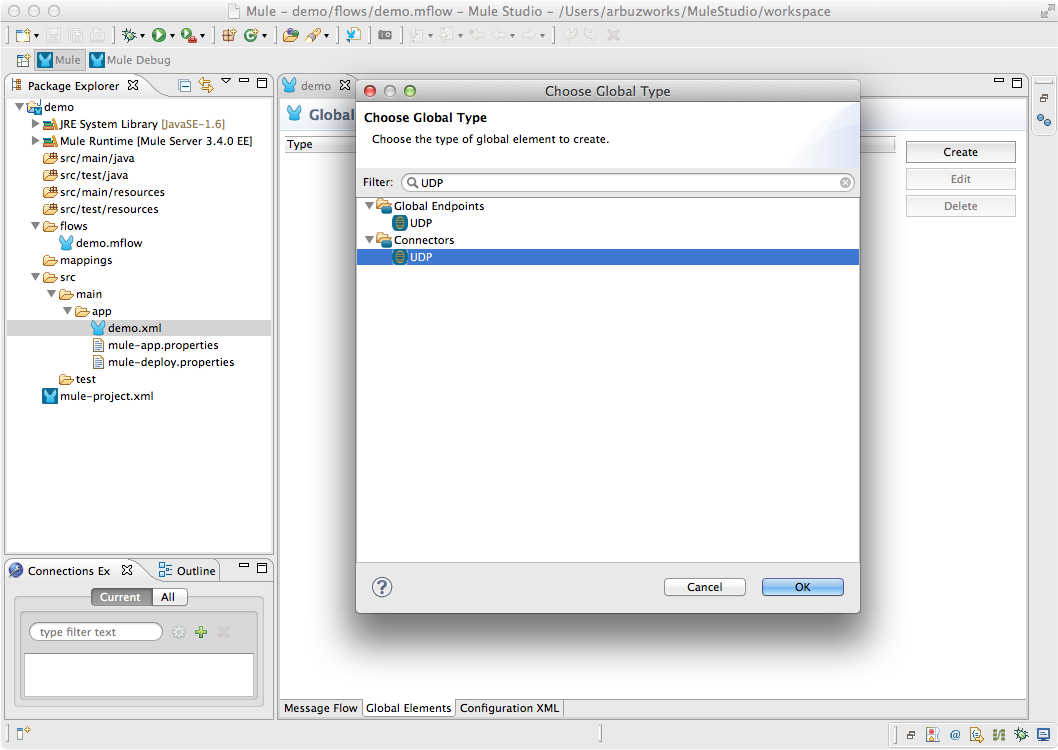 Mule – demo/flows/demo.mflow – Mule Studio – /Users/arbuzworks/MuleStudio/workspace
Mule
Mule Debug
Package Explorer
demo
JRE System Library [JavaSE-1.6]
Mule Runtime [Mule Server 3.4.0 EE]
src/main/java
src/test/java
src/main/resources
src/test/resources
flows
demo.mflow
mappings
src
main
app
demo.xml
mule-app.properties
mule-deploy.properties
test
mule-project.xml
Connections Ex
Outline
Current
All
type filter text
demo
Global
Type
Create
Edit
Delete
Choose Global Type
Choose Global Type
Choose the type of global element to create.
Filter:
UDP
Global Endpoints
UDP
Connectors
UDP
?
Cancel
OK
Message Flow
Global Elements
Configuration XML